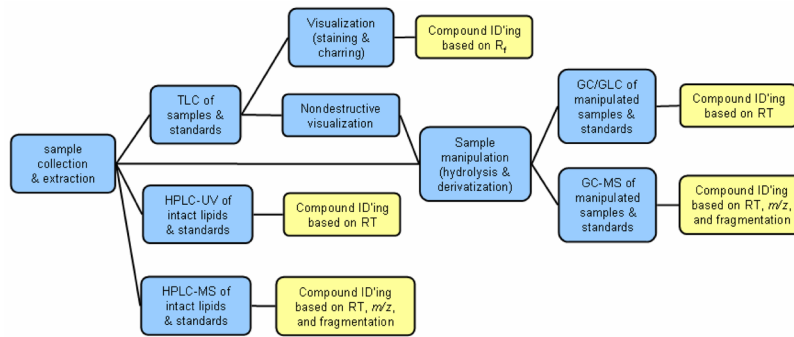 Visualization
(staining &
charring)
Compound ID'ing
based on Rf
TLC of
samples &
standards
Nondestructive
visualization
GC/GLC of
manipulated
samples &
standards
Compound ID'ing
based on RT
sample
collection
& extraction
Sample
manipulation
(hydrolysis &
derivatization)
HPLC-UV of
intact lipids
& standards
Compound ID'ing
based on RT
GC-MS of
manipulated
samples &
standards
Compound ID'ing
based on RT, m/z,
and fragmentation
HPLC-MS of
intact lipids
& standards
Compound ID'ing
based on RT, m/z,
and fragmentation